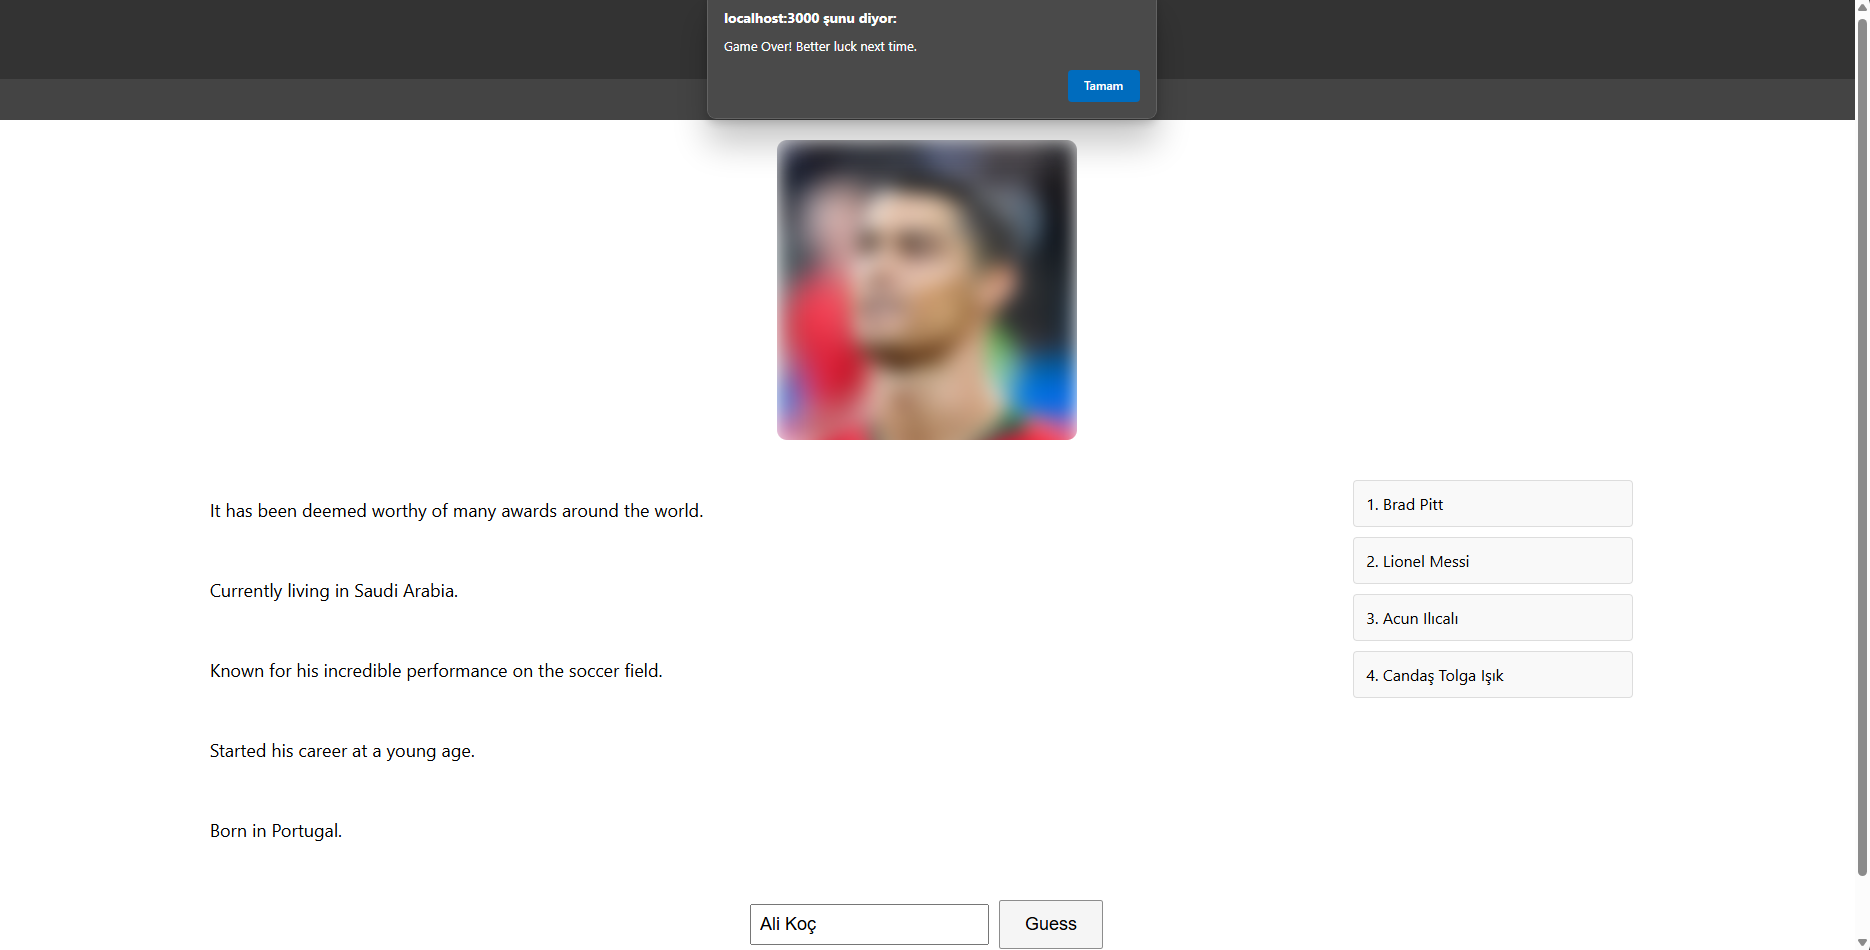 localhost:3000 şunu diyor:
Game Over! Better luck next time.
Tamam
It has been deemed worthy of many awards around the world.
Currently living in Saudi Arabia.
Known for his incredible performance on the soccer field.
Started his career at a young age.
Born in Portugal.
1. Brad Pitt
2. Lionel Messi
3. Acun Ilıcalı
4. Candaş Tolga Işık
Ali Koç
Guess